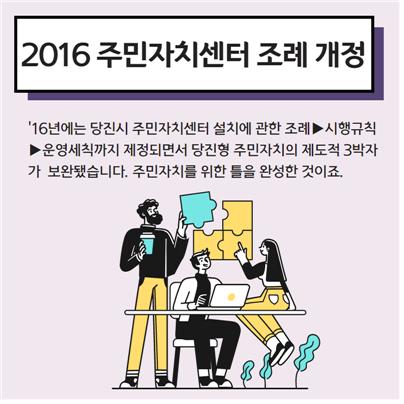 2016 주민자치센터 조례 개정
'16년에는 당진시 주민자치센터 설치에 관한 조례▶시행규칙
▶운영세칙까지 제정되면서 당진형 주민자치의 제도적 3박자
가 보완됐습니다. 주민자치를 위한 틀을 완성한 것이죠.